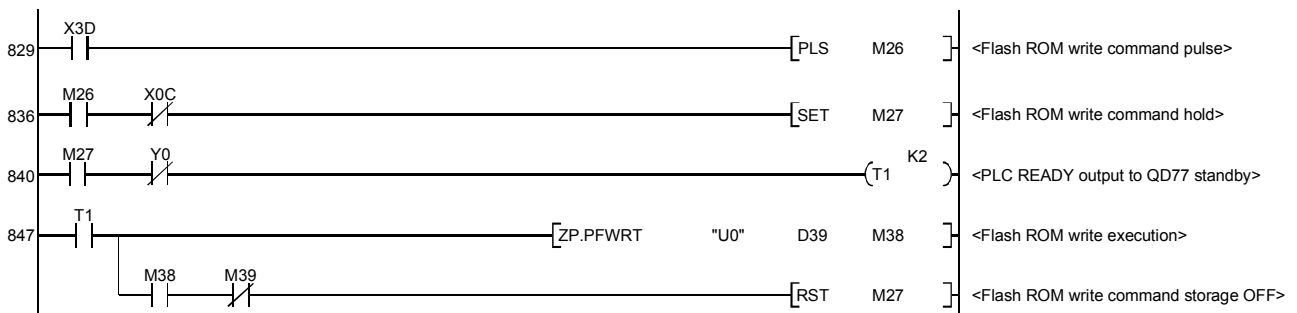 X3D
829 PLS M26 <Flash ROM write command pulse>
M26 X0C
836 SET M27 <Flash ROM write command hold>
M27 Y0 K2
840 T1 <PLC READY output to QD77 standby>
T1
847 ZP.PFWRT "U0" D39 M38 <Flash ROM write execution>
M38 M39
RST M27 <Flash ROM write command storage OFF>